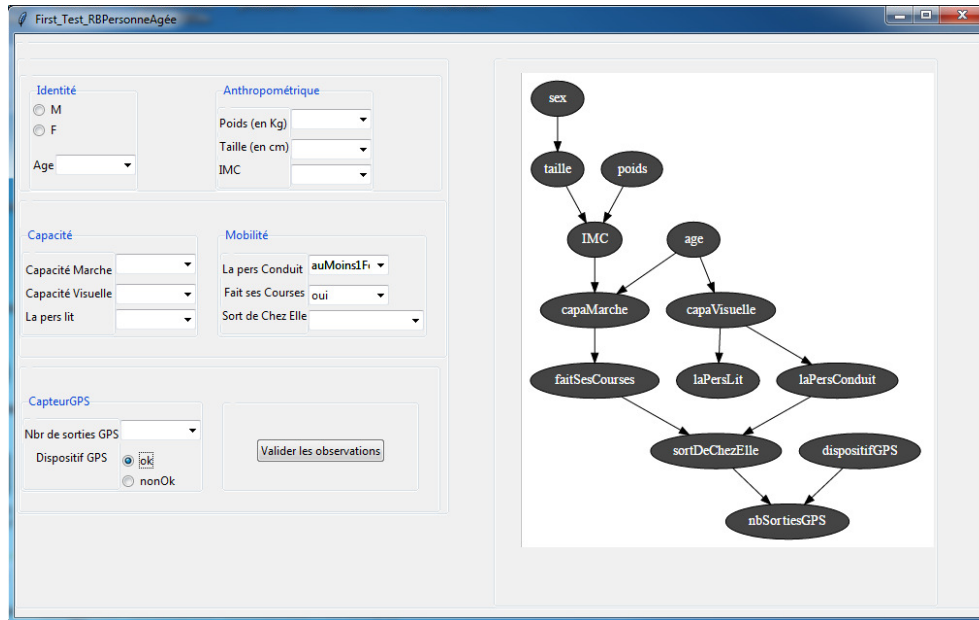 First_Test_RBPersonneAgée
Identité
M
F
Age
Anthropométrique
Poids (en Kg)
Taille (en cm)
IMC
Capacité
Capacité Marche
Capacité Visuelle
La pers lit
Mobilité
La pers Conduit auMoins1F
Fait ses Courses oui
Sort de Chez Elle
CapteurGPS
Nbr de sorties GPS
Dispositif GPS ok
nonOk
Valider les observations
sex
taille poids
IMC age
capaMarche capaVisuelle
faitSesCourses laPersLit laPersConduit
sortDeChezElle dispositifGPS
nbSortiesGPS